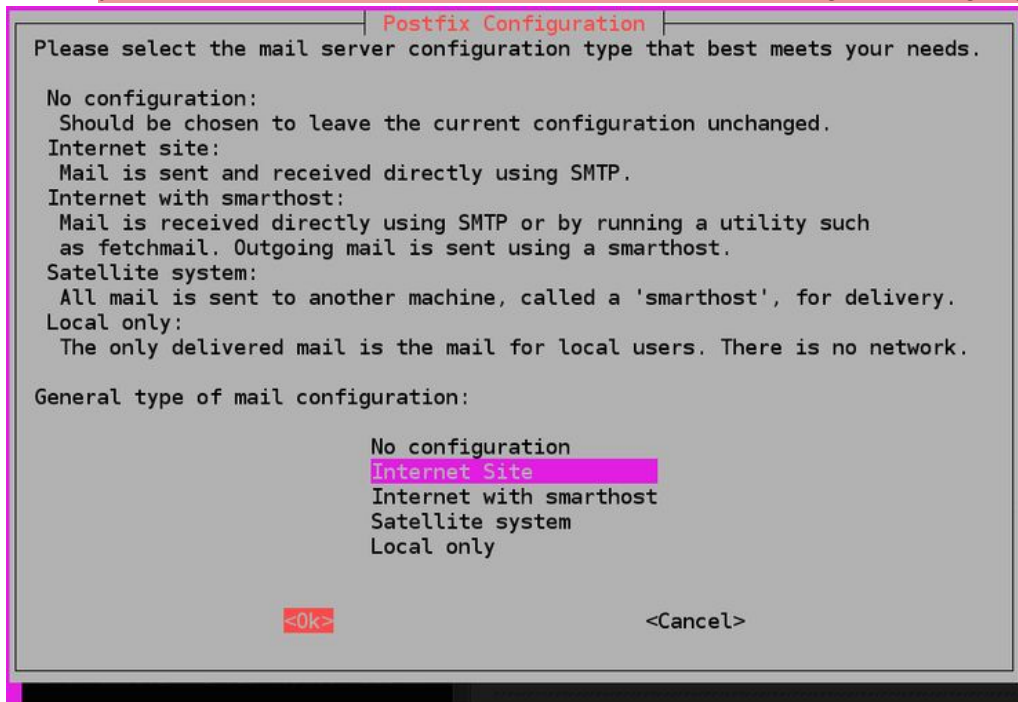 Postfix Configuration
Please select the mail server configuration type that best meets your needs.
No configuration:
Should be chosen to leave the current configuration unchanged.
Internet site:
Mail is sent and received directly using SMTP.
Internet with smarthost:
Mail is received directly using SMTP or by running a utility such
as fetchmail. Outgoing mail is sent using a smarthost.
Satellite system:
All mail is sent to another machine, called a 'smarthost', for delivery.
Local only:
The only delivered mail is the mail for local users. There is no network.
General type of mail configuration:
No configuration
Internet Site
Internet with smarthost
Satellite system
Local only
<Ok> <Cancel>